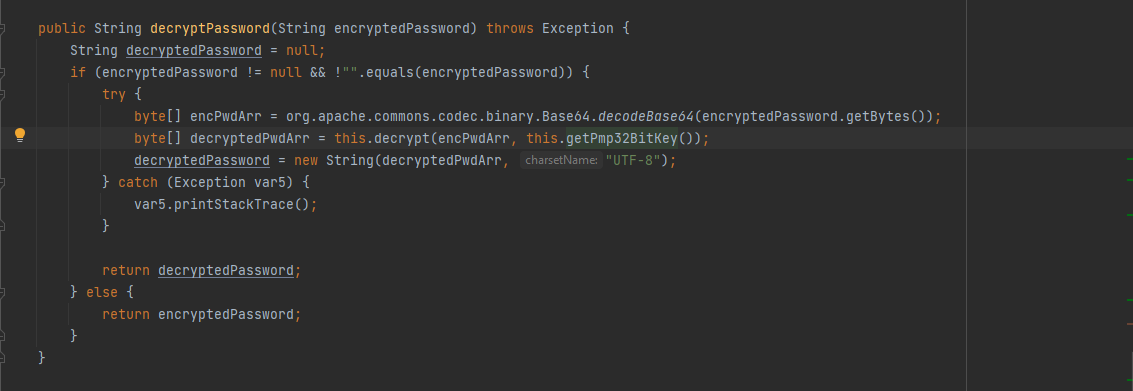 public String decryptPassword(String encryptedPassword) throws Exception {
String decryptedPassword = null;
if (encryptedPassword != null && !"".equals(encryptedPassword)) {
try {
byte[] encPwdArr = org.apache.commons.codec.binary.Base64.decodeBase64(encryptedPassword.getBytes());
byte[] decryptedPwdArr = this.decrypt(encPwdArr, this.getPmp32BitKey());
decryptedPassword = new String(decryptedPwdArr, charsetName: "UTF-8");
} catch (Exception var5) {
var5.printStackTrace();
}
return decryptedPassword;
} else {
return encryptedPassword;
}
}